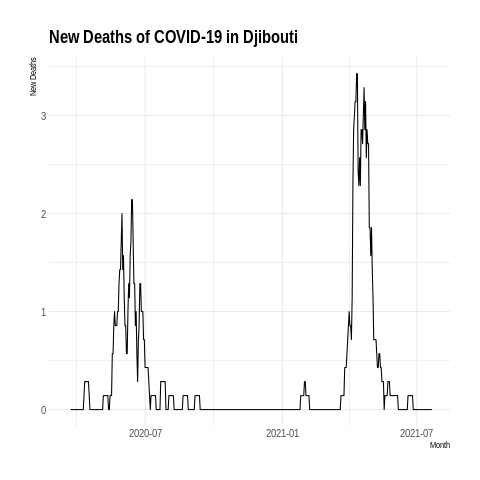 New Deaths of COVID-19 in Djibouti
New Deaths
3
2
1
0
2020-07
2021-01
2021-07
Month